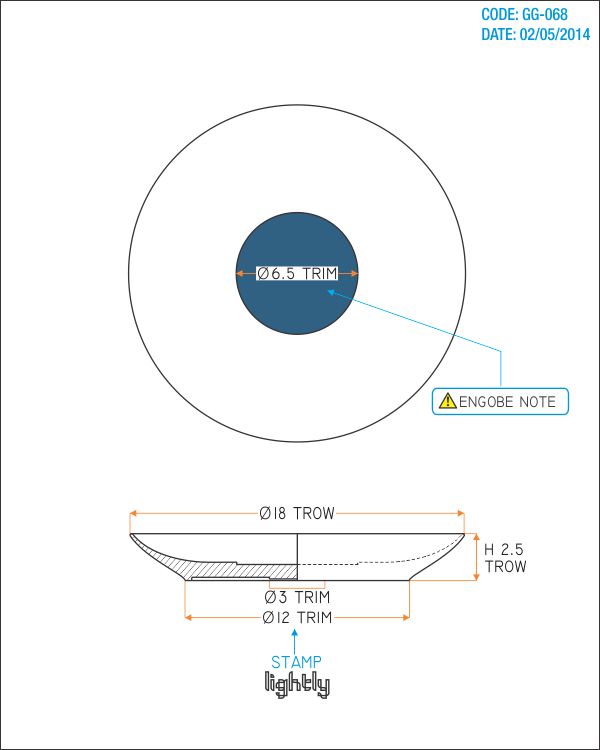 CODE: GG-068
DATE: 02/05/2014
Ø6.5 TRIM
ENGOBE NOTE
Ø18 TROW
H 2.5
TROW
Ø3 TRIM
Ø12 TRIM
STAMP
lightly